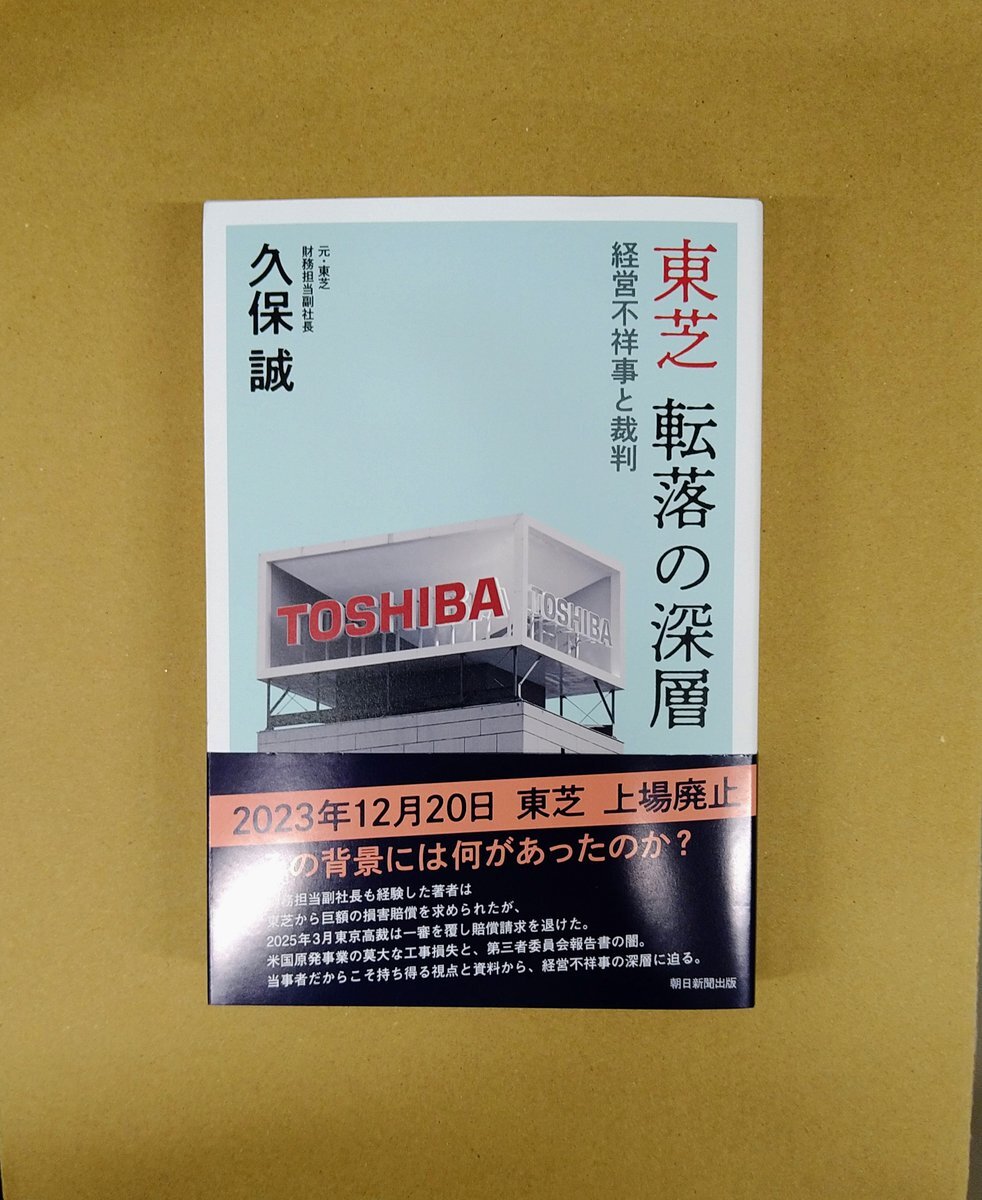 東芝 転落の深層
経営不祥事と裁判
元・東芝
財務担当副社長
久保 誠
TOSHIBA
TOSHIBA
2023年12月20日 東芝 上場廃止
の背景には何があったのか?
務担当副社長も経験した著者は
東芝から巨額の損害賠償を求められたが、
2025年3月東京高裁は一審を覆し賠償請求を退けた。
米国原発事業の莫大な工事損失と、第三者委員会報告書の闇。
当事者だからこそ持ち得る視点と資料から、経営不祥事の深層に迫る。
朝日新聞出版